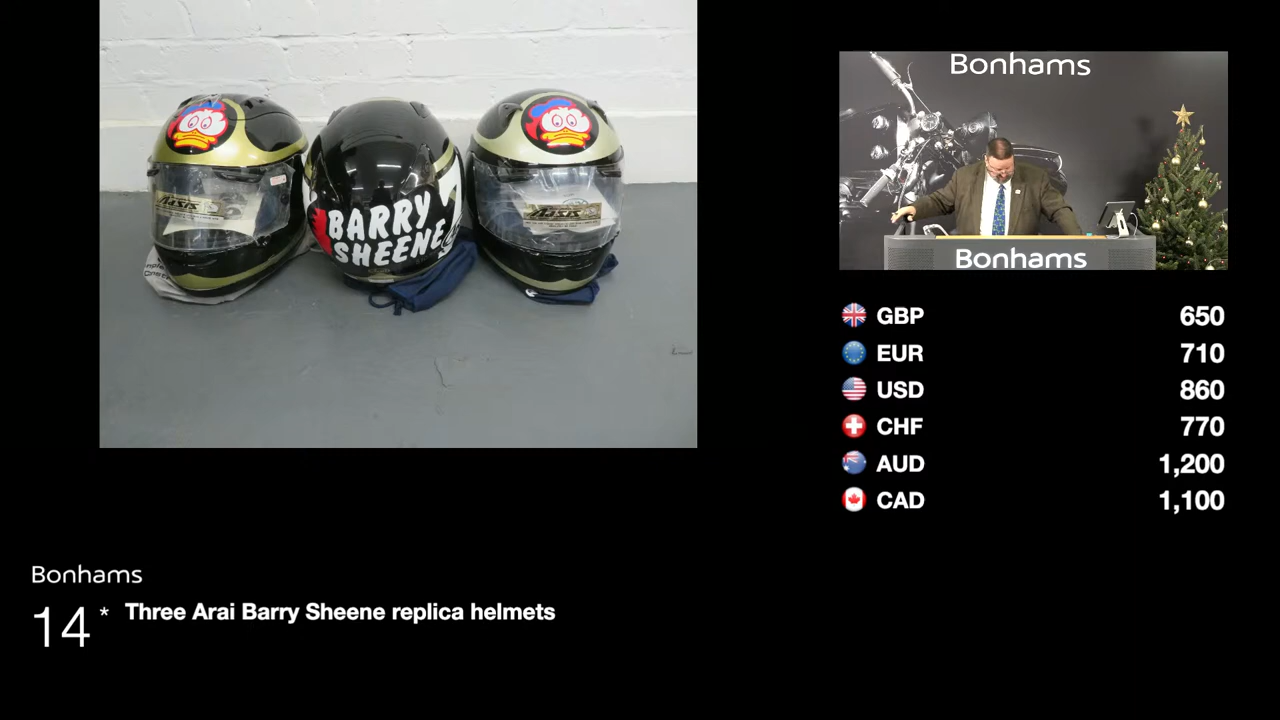 BARRY
SHEENE
Arai
Bonhams
Bonhams
GBP 650
EUR 710
USD 860
CHF 770
AUD 1,200
CAD 1,100
Bonhams
14 * Three Arai Barry Sheene replica helmets